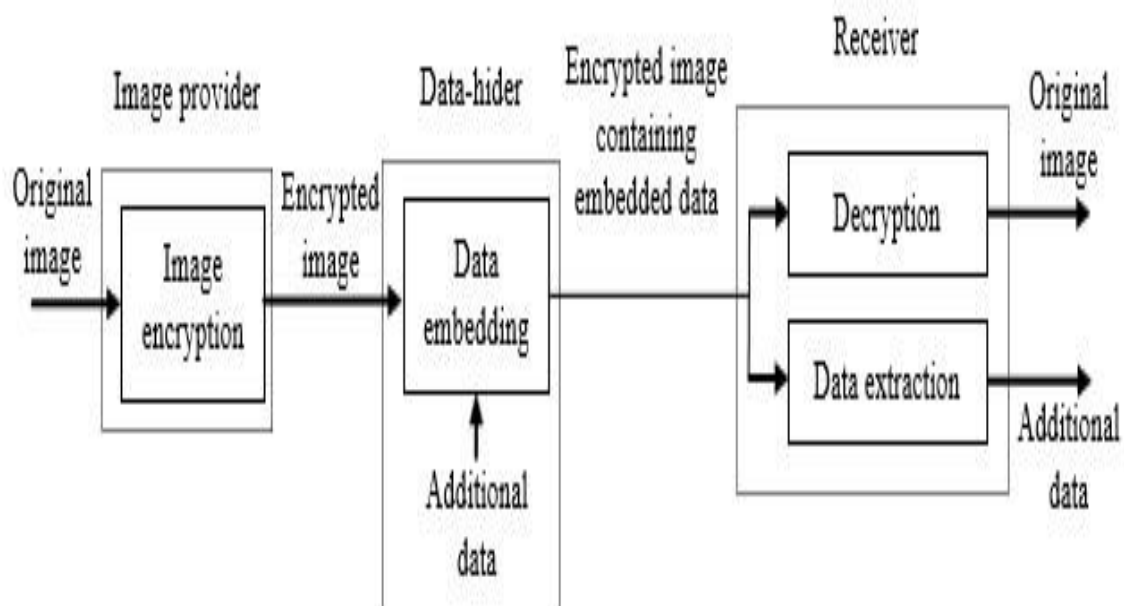 Image provider
Original
image
Image
encryption
Encrypted
image
Data-hider
Data
embedding
Additional
data
Encrypted image
containing
embedded data
Receiver
Decryption
Data extraction
Original
image
Additional
data